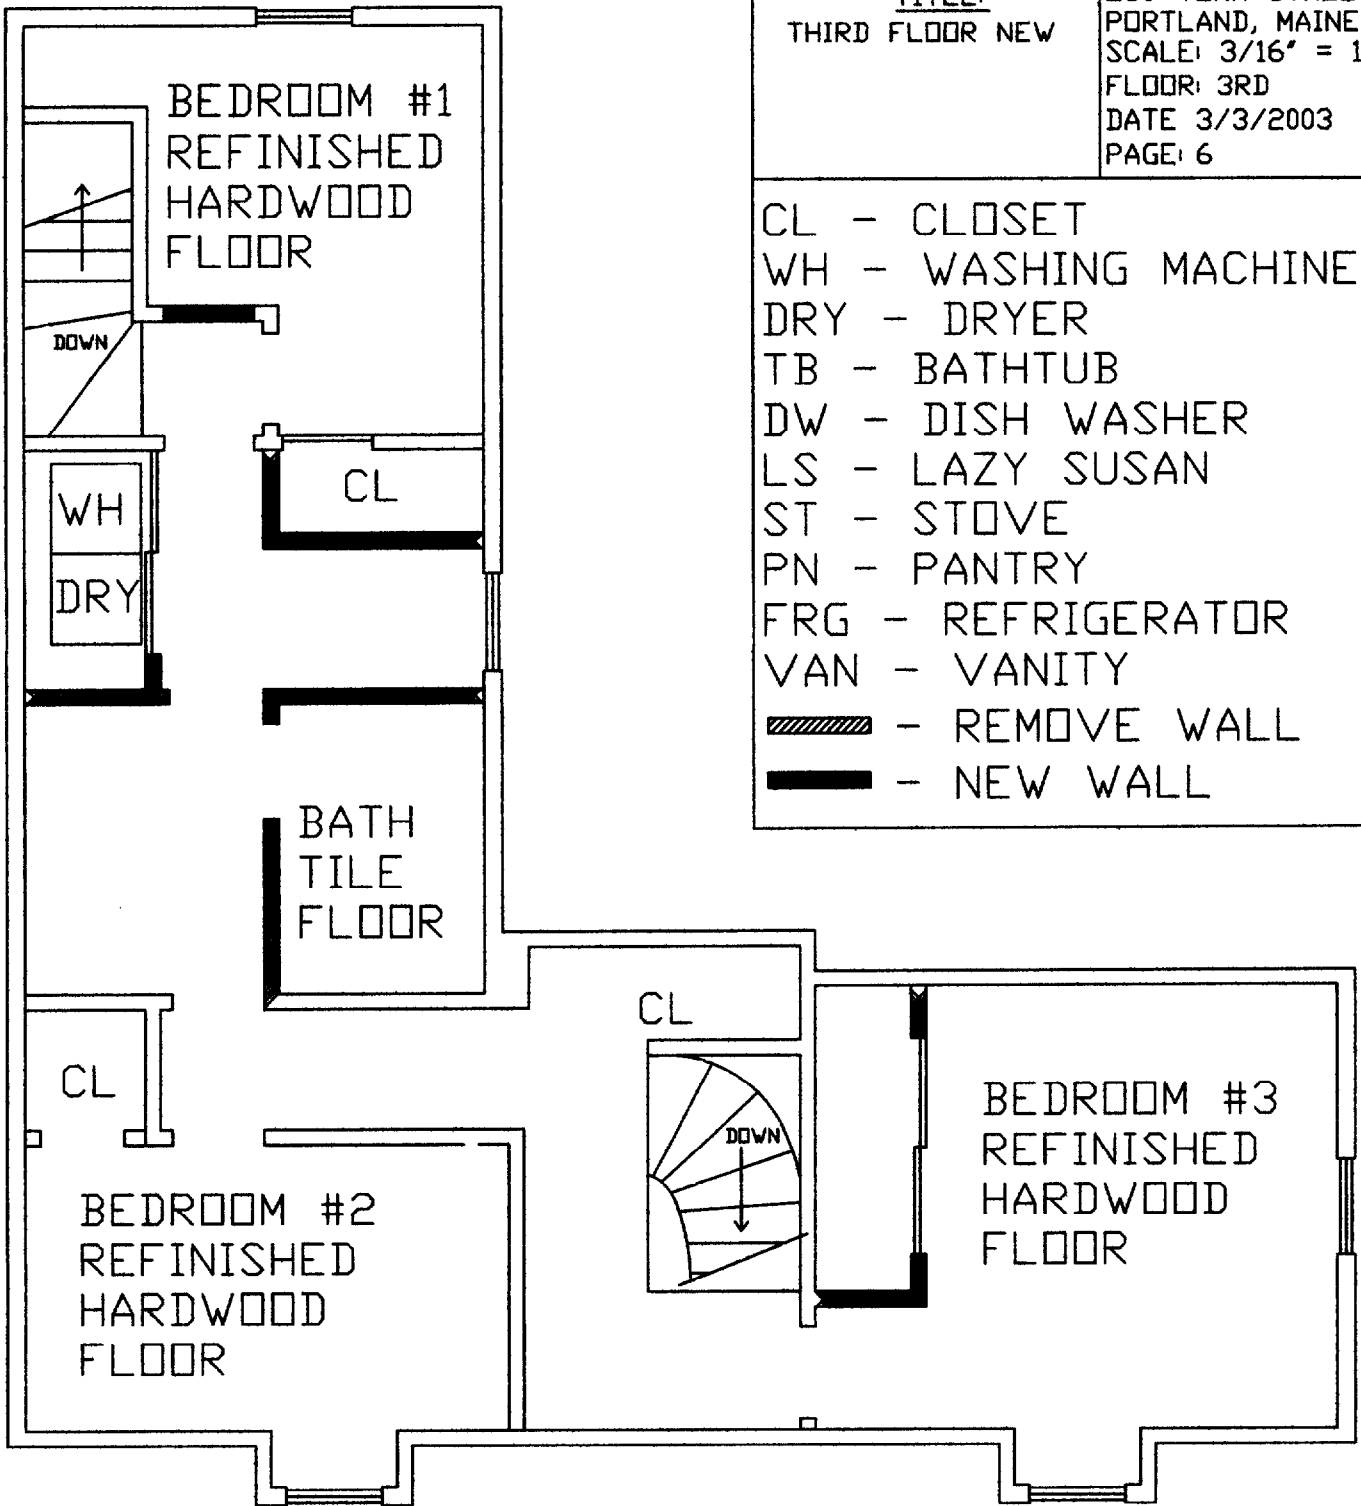 THIRD FLOOR NEW
PORTLAND, MAINE
SCALE: 3/16" = 1
FLOOR: 3RD
DATE 3/3/2003
PAGE: 6
CL - CLOSET
WH - WASHING MACHINE
DRY - DRYER
TB - BATHTUB
DW - DISH WASHER
LS - LAZY SUSAN
ST - STOVE
PN - PANTRY
FRG - REFRIGERATOR
VAN - VANITY
- REMOVE WALL
- NEW WALL
BEDROOM #1
REFINISHED
HARDWOOD
FLOOR
DOWN
CL
WH
DRY
BATH
TILE
FLOOR
CL
CL
DOWN
BEDROOM #2
REFINISHED
HARDWOOD
FLOOR
BEDROOM #3
REFINISHED
HARDWOOD
FLOOR